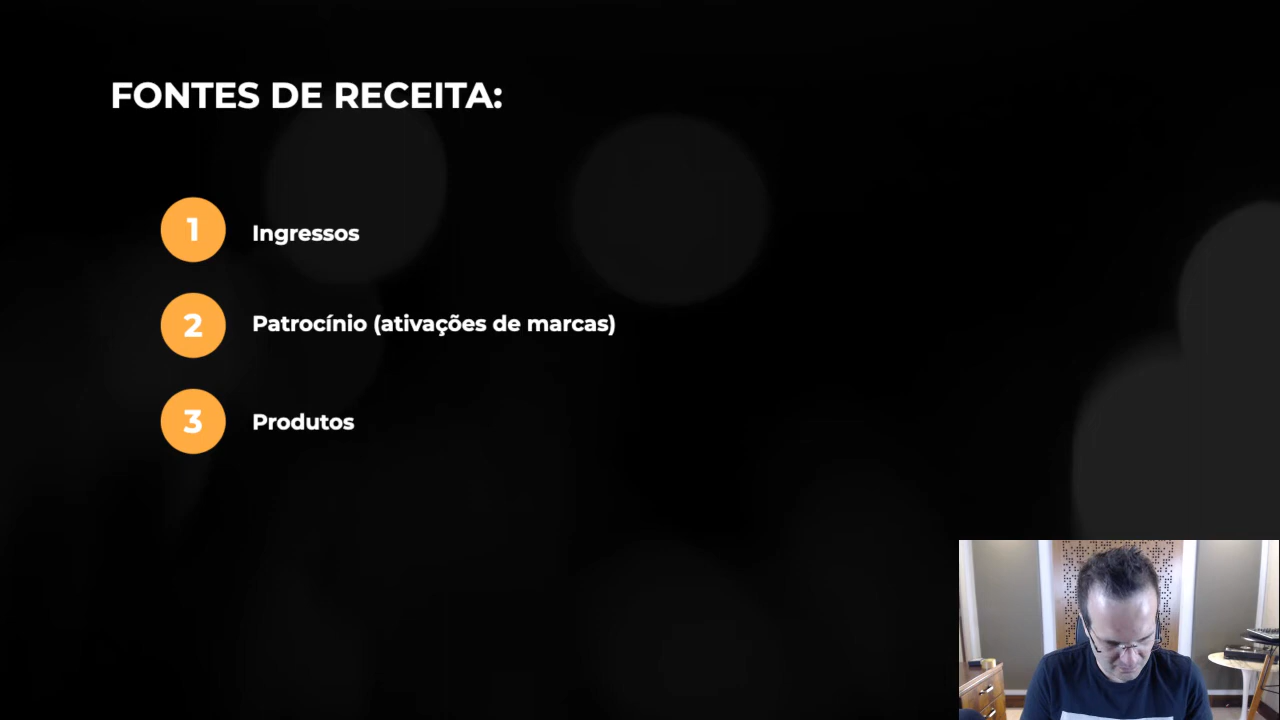 FONTES DE RECEITA:
1 Ingressos
2 Patrocínio (ativações de marcas)
3 Produtos